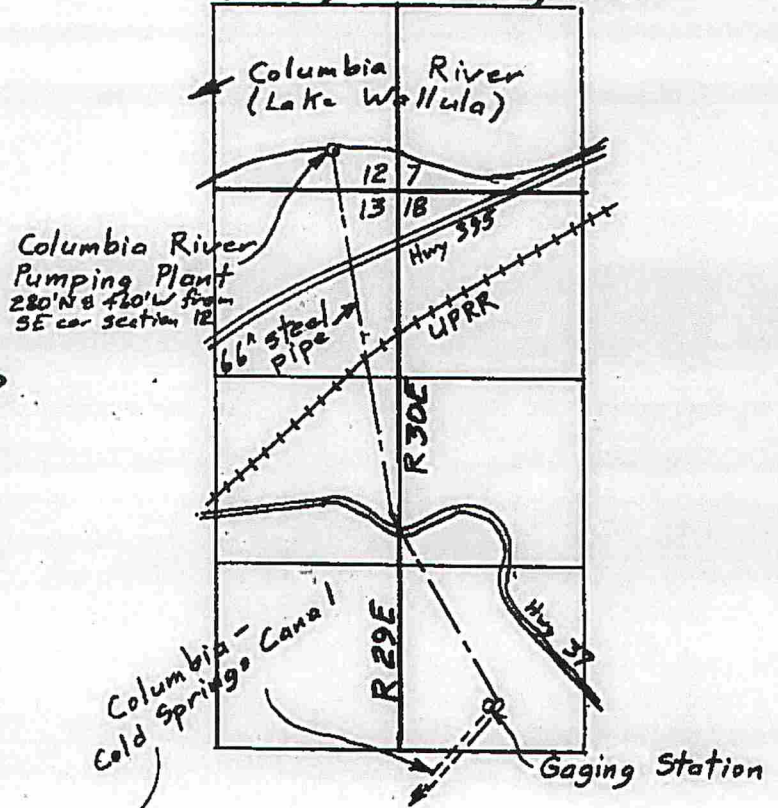 Columbia River
(Lake Wallula)
12 7
13 18
Hwy 395
Columbia River
Pumping Plant
280'N & 460'W from
SE cor section 12
66" steel
pipe
UPRR
R30E
R29E
Hwy 37
Columbia -
Cold Springs Canal
Gaging Station